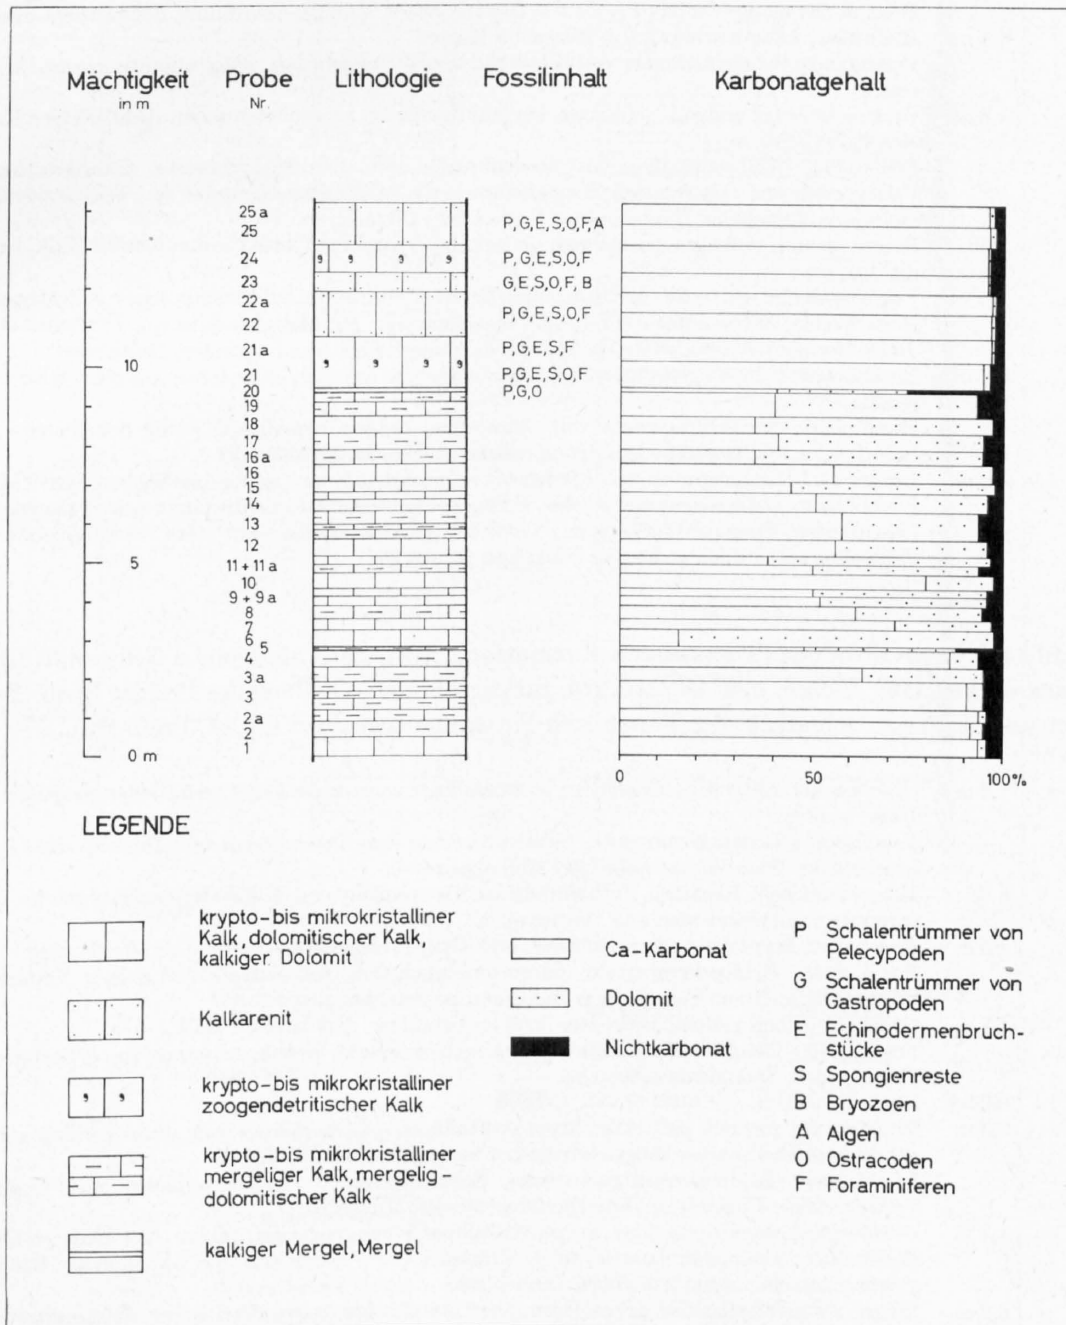 Mächtigkeit Probe Lithologie Fossilinhalt Karbonatgehalt
in m Nr.
25 a
25 P,G,E,S,O,F,A
24 P,G,E,S,O,F
23 G,E,S,O,F,B
22 a
22 P,G,E,S,O,F
21 a P,G,E,S,F
10 21 P,G,E,S,O,F
20 P,G,O
19
18
17
16 a
16
15
14
13
12
5 11 + 11 a
10
9 + 9 a
8
7
6
5
4
3 a
3
2 a
2
0 m 1
0 50 100%
LEGENDE
krypto-bis mikrokristalliner
Kalk, dolomitischer Kalk,
kalkiger Dolomit
Kalkarenit
krypto-bis mikrokristalliner
zoogendetritischer Kalk
krypto-bis mikrokristalliner
mergeliger Kalk, mergelig-
dolomitischer Kalk
kalkiger Mergel, Mergel
Ca-Karbonat
Dolomit
Nichtkarbonat
P Schalentrümmer von
Pelecypoden
G Schalentrümmer von
Gastropoden
E Echinodermenbruch-
stücke
S Spongienreste
B Bryozoen
A Algen
O Ostracoden
F Foraminiferen